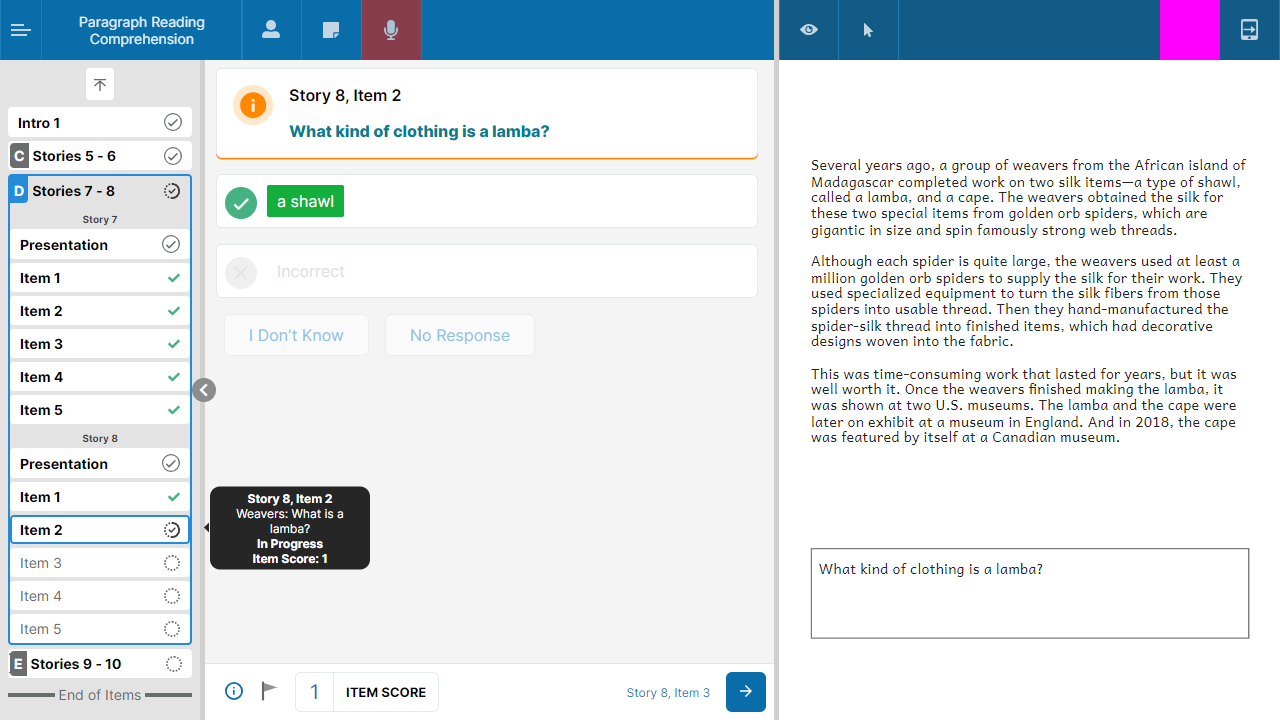 Paragraph Reading
Comprehension
Intro 1
C Stories 5 - 6
D Stories 7 - 8
Story 7
Presentation
Item 1
Item 2
Item 3
Item 4
Item 5
Story 8
Presentation
Item 1
Item 2
Item 3
Item 4
Item 5
E Stories 9 - 10
End of Items
Story 8, Item 2
What kind of clothing is a lamba?
a shawl
Incorrect
I Don't Know
No Response
Story 8, Item 2
Weavers: What is a
lamba?
In Progress
Item Score: 1
1 ITEM SCORE
Story 8, Item 3
Several years ago, a group of weavers from the African island of
Madagascar completed work on two silk items—a type of shawl,
called a lamba, and a cape. The weavers obtained the silk for
these two special items from golden orb spiders, which are
gigantic in size and spin famously strong web threads.
Although each spider is quite large, the weavers used at least a
million golden orb spiders to supply the silk for their work. They
used specialized equipment to turn the silk fibers from those
spiders into usable thread. Then they hand-manufactured the
spider-silk thread into finished items, which had decorative
designs woven into the fabric.
This was time-consuming work that lasted for years, but it was
well worth it. Once the weavers finished making the lamba, it
was shown at two U.S. museums. The lamba and the cape were
later on exhibit at a museum in England. And in 2018, the cape
was featured by itself at a Canadian museum.
What kind of clothing is a lamba?